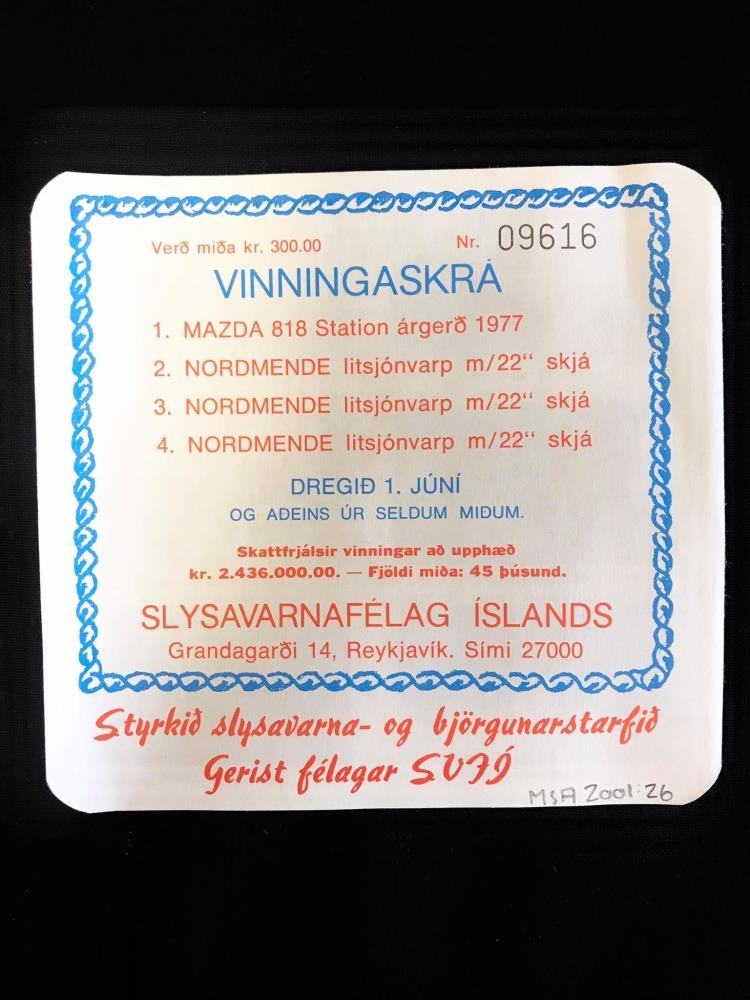 Verð miða kr. 300.00 Nr. 09616
VINNINGASKRÁ
1. MAZDA 818 Station árgerð 1977
2. NORDMENDE litsjónvarp m/22“ skjá
3. NORDMENDE litsjónvarp m/22“ skjá
4. NORDMENDE litsjónvarp m/22“ skjá
DREGIÐ 1. JÚNÍ
OG AÐEINS ÚR SELDUM MIÐUM.
Skattfrjálsir vinningar að upphæð
kr. 2.436.000.00. — Fjöldi miða: 45 þúsund.
SLYSAVARNAFÉLAG ÍSLANDS
Grandagarði 14, Reykjavík. Sími 27000
Styrkið slysavarna- og björgunarstarfið
Gerist félagar SVFÍ
MSA 2001:26